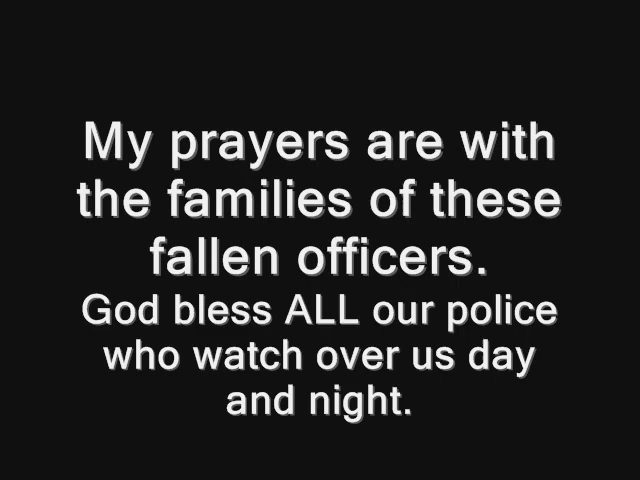 My prayers are with
the families of these
fallen officers.
God bless ALL our police
who watch over us day
and night.